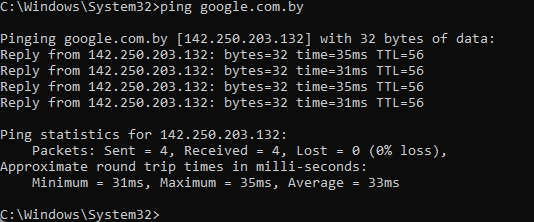 C:\Windows\System32>ping google.com.by
Pinging google.com.by [142.250.203.132] with 32 bytes of data:
Reply from 142.250.203.132: bytes=32 time=35ms TTL=56
Reply from 142.250.203.132: bytes=32 time=31ms TTL=56
Reply from 142.250.203.132: bytes=32 time=35ms TTL=56
Reply from 142.250.203.132: bytes=32 time=31ms TTL=56
Ping statistics for 142.250.203.132:
    Packets: Sent = 4, Received = 4, Lost = 0 (0% loss),
Approximate round trip times in milli-seconds:
    Minimum = 31ms, Maximum = 35ms, Average = 33ms
C:\Windows\System32>